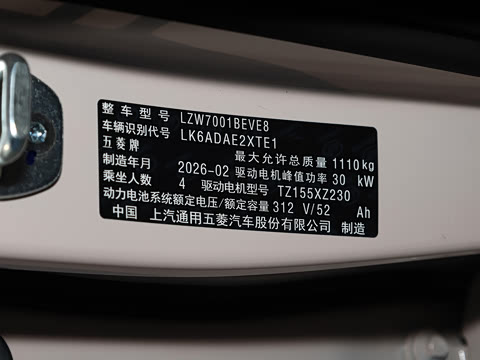 整车型号 LZW7001BEVE8
车辆识别代号 LK6ADAE2XTE1
五菱牌 最大允许总质量 1110kg
制造年月 2026-02 驱动电机峰值功率 30 kW
乘坐人数 4 驱动电机型号 TZ155XZ230
动力电池系统额定电压/额定容量 312 V/52 Ah
中国 上汽通用五菱汽车股份有限公司 制造